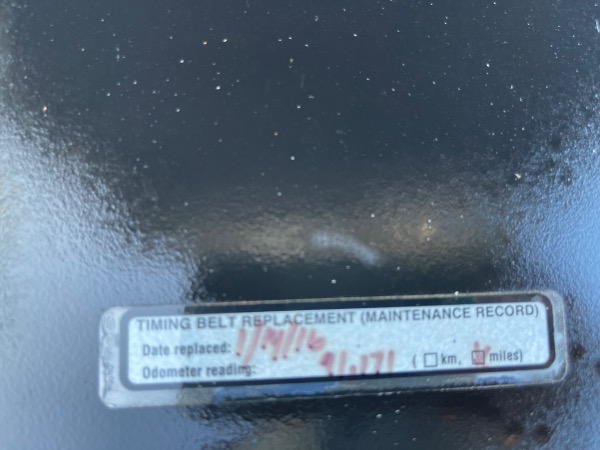 TIMING BELT REPLACEMENT (MAINTENANCE RECORD)
Date replaced:
Odometer reading: ( km, miles)